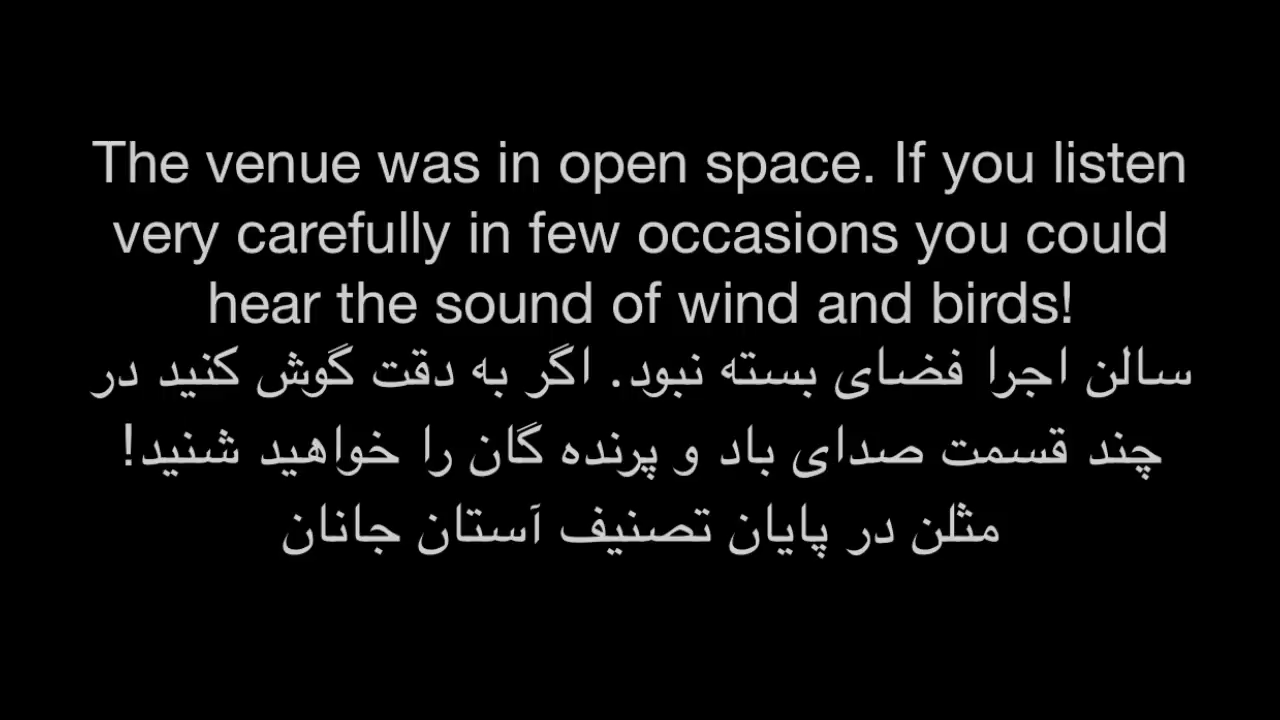 The venue was in open space. If you listen
very carefully in few occasions you could
hear the sound of wind and birds!
سالن اجرا فضای بسته نبود. اگر به دقت گوش کنید در
چند قسمت صدای باد و پرنده گان را خواهید شنید!
مثلن در پایان تصنیف آستان جانان